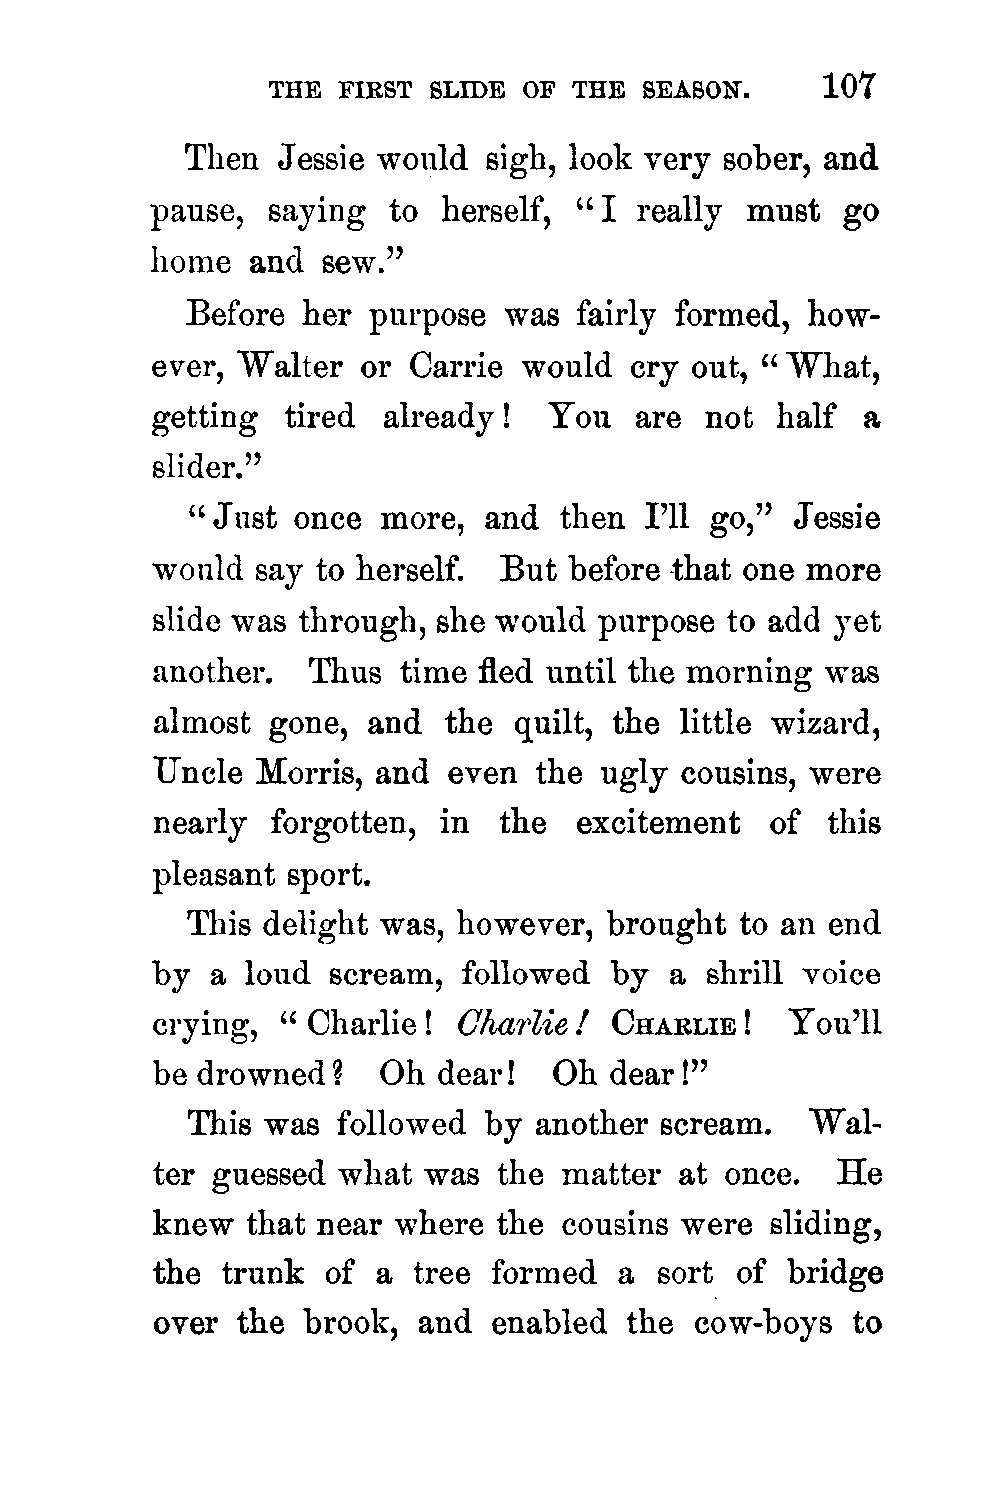 THE FIRST SLIDE OF THE SEASON. 107
Then Jessie would sigh, look very sober, and
pause, saying to herself, “I really must go
home and sew.”
Before her purpose was fairly formed, how-
ever, Walter or Carrie would cry out, “What,
getting tired already! You are not half a
slider.”
“Just once more, and then I’ll go,” Jessie
would say to herself. But before that one more
slide was through, she would purpose to add yet
another. Thus time fled until the morning was
almost gone, and the quilt, the little wizard,
Uncle Morris, and even the ugly cousins, were
nearly forgotten, in the excitement of this
pleasant sport.
This delight was, however, brought to an end
by a loud scream, followed by a shrill voice
crying, “Charlie! Charlie! CHARLIE! You’ll
be drowned? Oh dear! Oh dear!”
This was followed by another scream. Wal-
ter guessed what was the matter at once. He
knew that near where the cousins were sliding,
the trunk of a tree formed a sort of bridge
over the brook, and enabled the cow-boys to